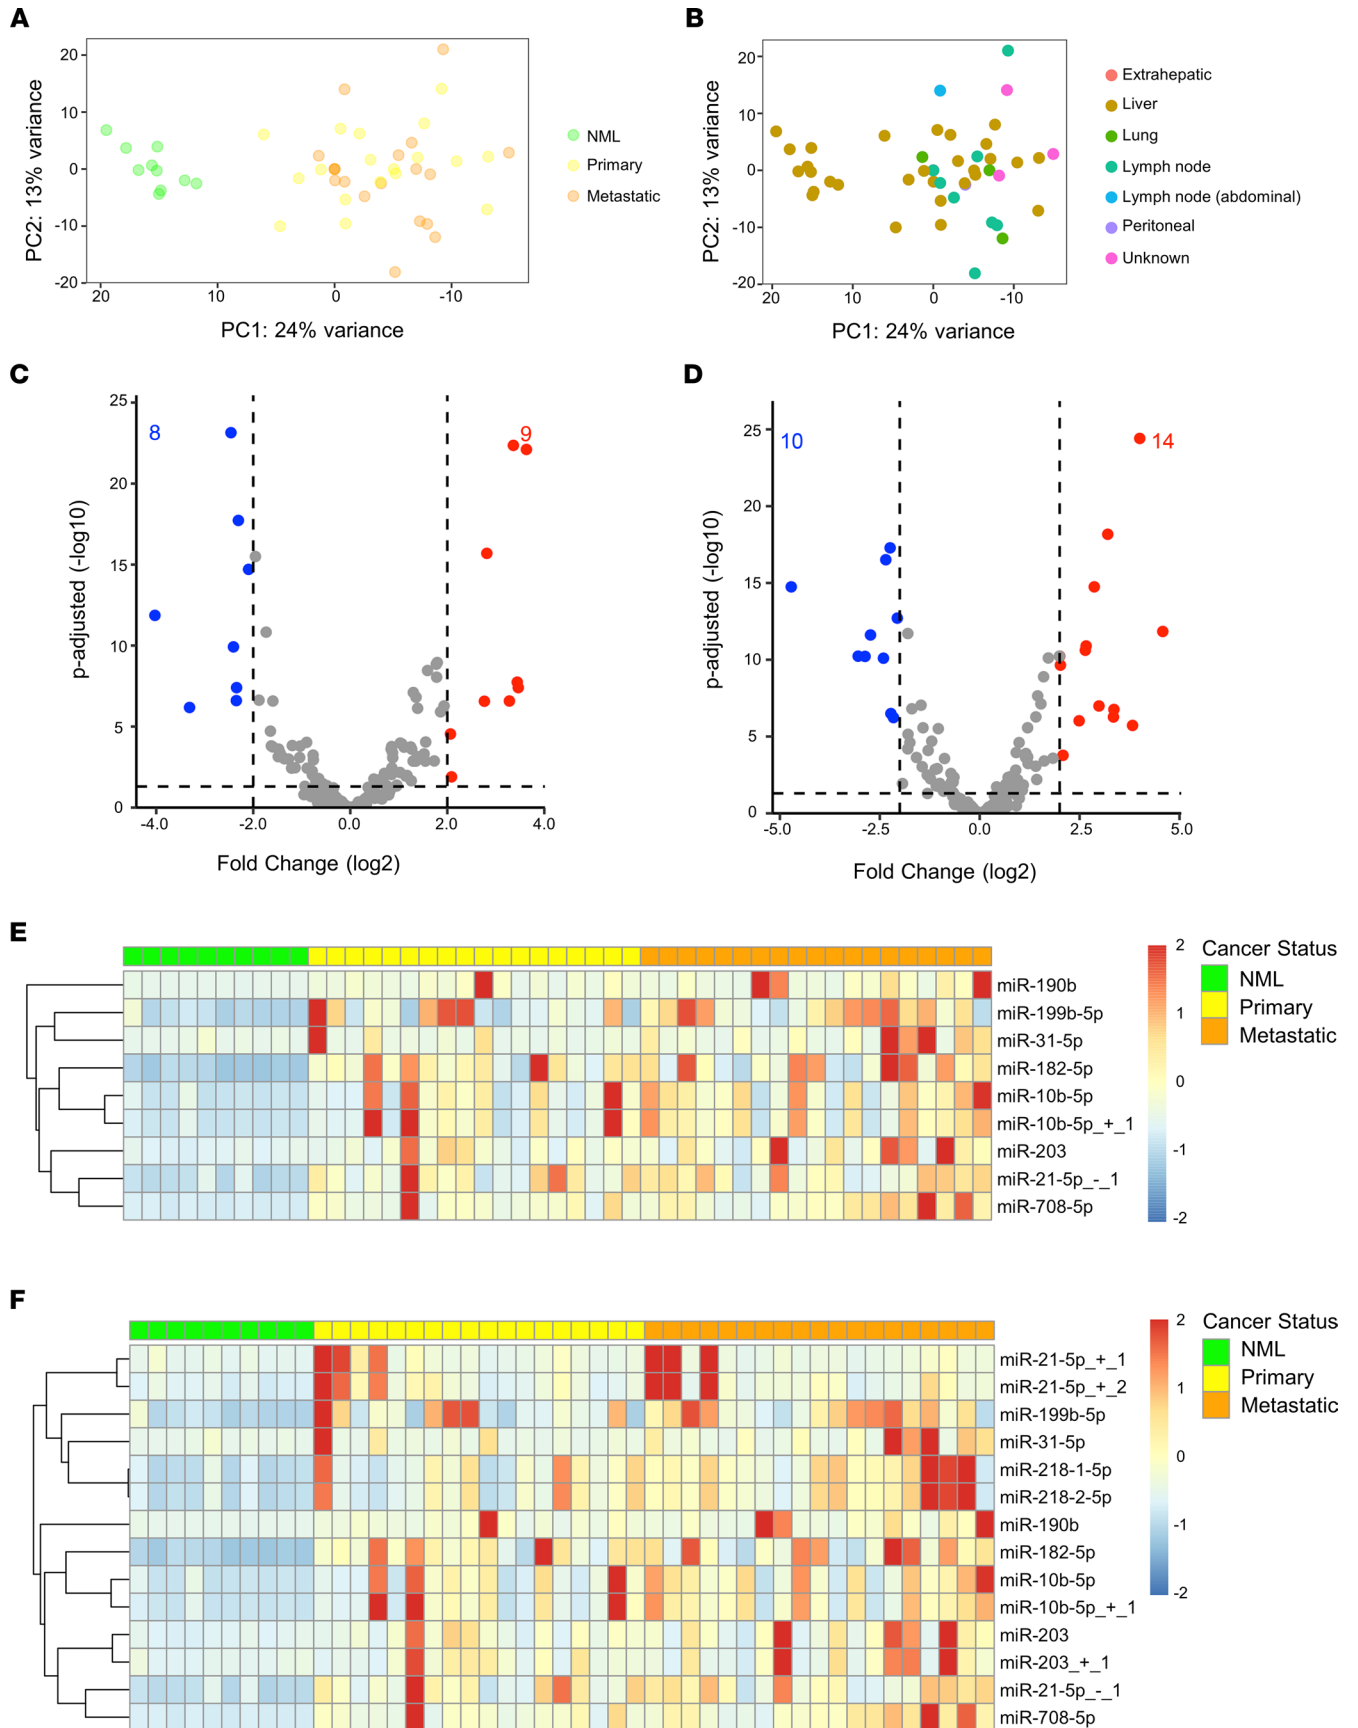 A
20
10
0
-10
-20
20
10
0
-10
PC2: 13% variance
PC1: 24% variance
NML
Primary
Metastatic
B
20
10
0
-10
-20
20
10
0
-10
PC2: 13% variance
PC1: 24% variance
Extrahepatic
Liver
Lung
Lymph node
Lymph node (abdominal)
Peritoneal
Unknown
C
25
20
15
10
5
0
-4.0
-2.0
0.0
2.0
4.0
8
9
p-adjusted (-log10)
Fold Change (log2)
D
25
20
15
10
5
0
-5.0
-2.5
0.0
2.5
5.0
10
14
p-adjusted (-log10)
Fold Change (log2)
E
miR-190b
miR-199b-5p
miR-31-5p
miR-182-5p
miR-10b-5p
miR-10b-5p_+_1
miR-203
miR-21-5p_-_1
miR-708-5p
2
1
0
-1
-2
Cancer Status
NML
Primary
Metastatic
F
miR-21-5p_+_1
miR-21-5p_+_2
miR-199b-5p
miR-31-5p
miR-218-1-5p
miR-218-2-5p
miR-190b
miR-182-5p
miR-10b-5p
miR-10b-5p_+_1
miR-203
miR-203_+_1
miR-21-5p_-_1
miR-708-5p
2
1
0
-1
-2
Cancer Status
NML
Primary
Metastatic